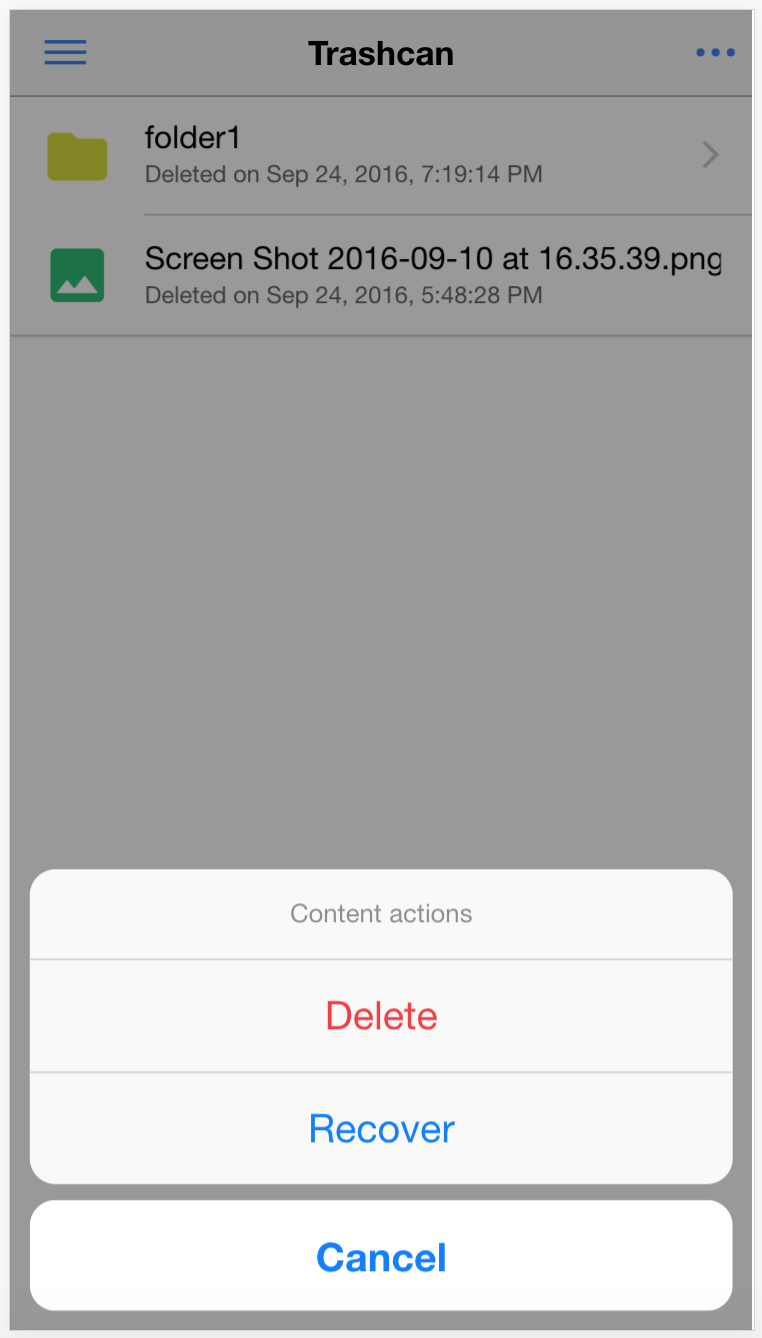 Trashcan
folder1
Deleted on Sep 24, 2016, 7:19:14 PM
Screen Shot 2016-09-10 at 16.35.39.png
Deleted on Sep 24, 2016, 5:48:28 PM
Content actions
Delete
Recover
Cancel